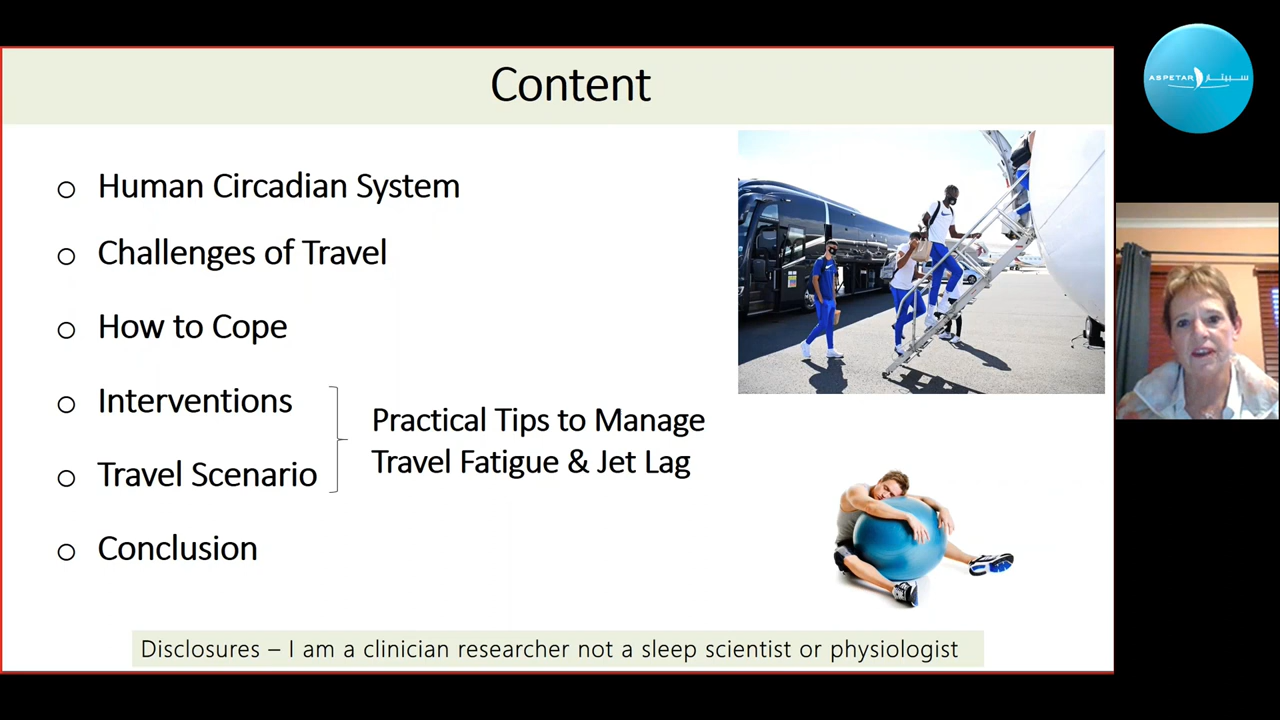 Content
ASPETAR سبيتار
Human Circadian System
Challenges of Travel
How to Cope
Interventions
Travel Scenario
Practical Tips to Manage
Travel Fatigue & Jet Lag
Conclusion
Disclosures – I am a clinician researcher not a sleep scientist or physiologist